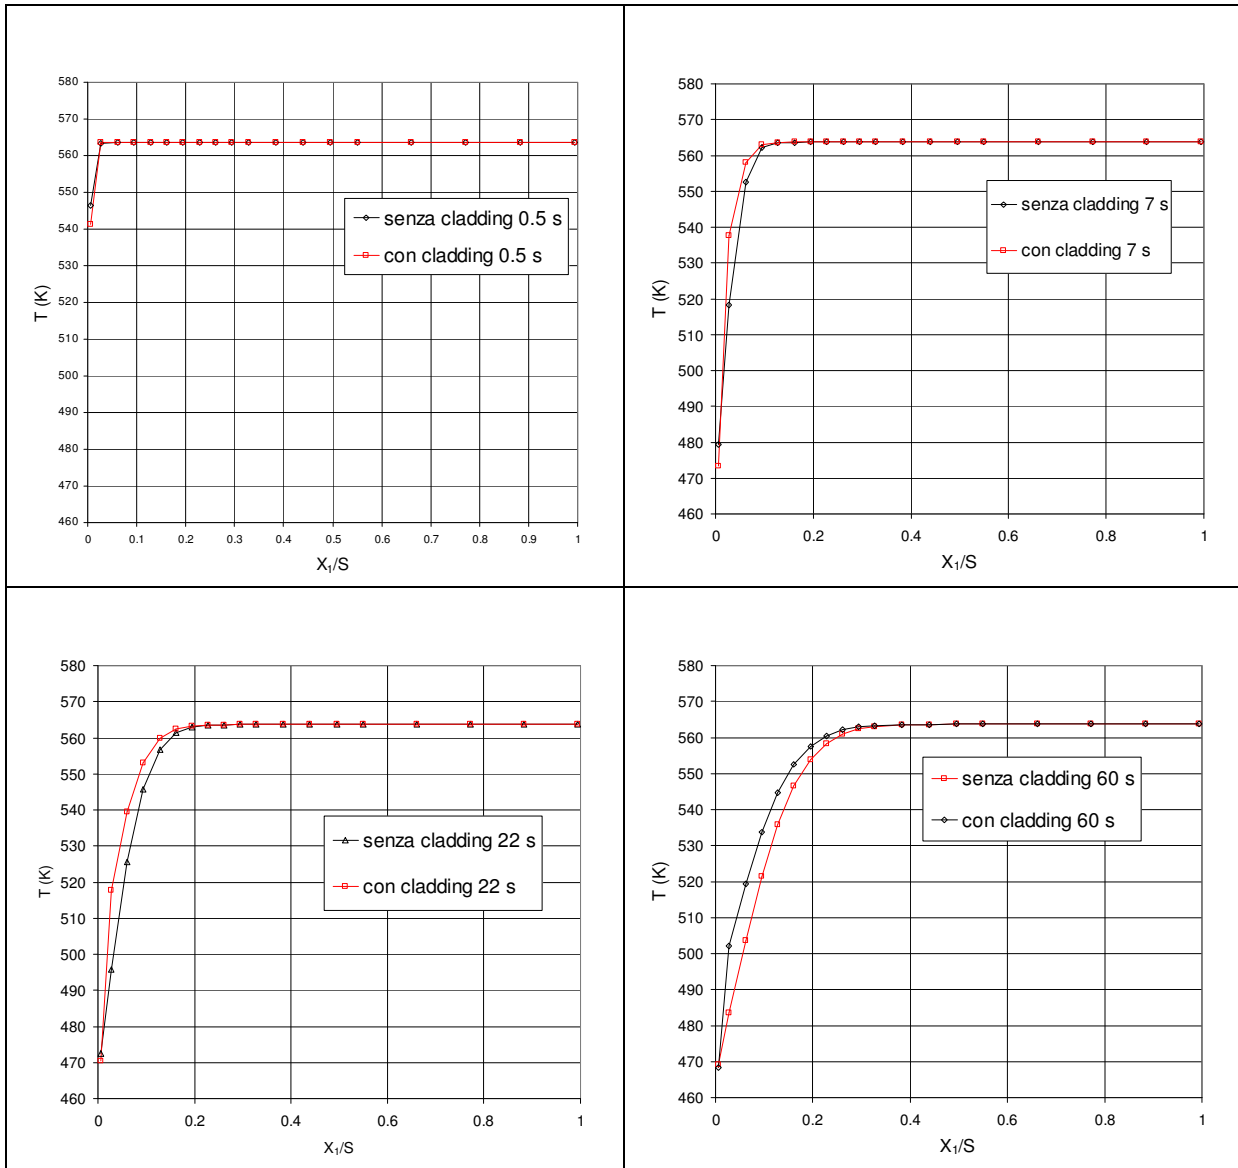 580
570
560
550
540
530
520
510
500
490
480
470
460
T (K)
0 0.1 0.2 0.3 0.4 0.5 0.6 0.7 0.8 0.9 1
X₁/S
senza cladding 0.5 s
con cladding 0.5 s
580
570
560
550
540
530
520
510
500
490
480
470
460
T (K)
0 0.2 0.4 0.6 0.8 1
X₁/S
senza cladding 7 s
con cladding 7 s
580
570
560
550
540
530
520
510
500
490
480
470
460
T (K)
0 0.2 0.4 0.6 0.8 1
X₁/S
senza cladding 22 s
con cladding 22 s
580
570
560
550
540
530
520
510
500
490
480
470
460
T (K)
0 0.2 0.4 0.6 0.8 1
X₁/S
senza cladding 60 s
con cladding 60 s